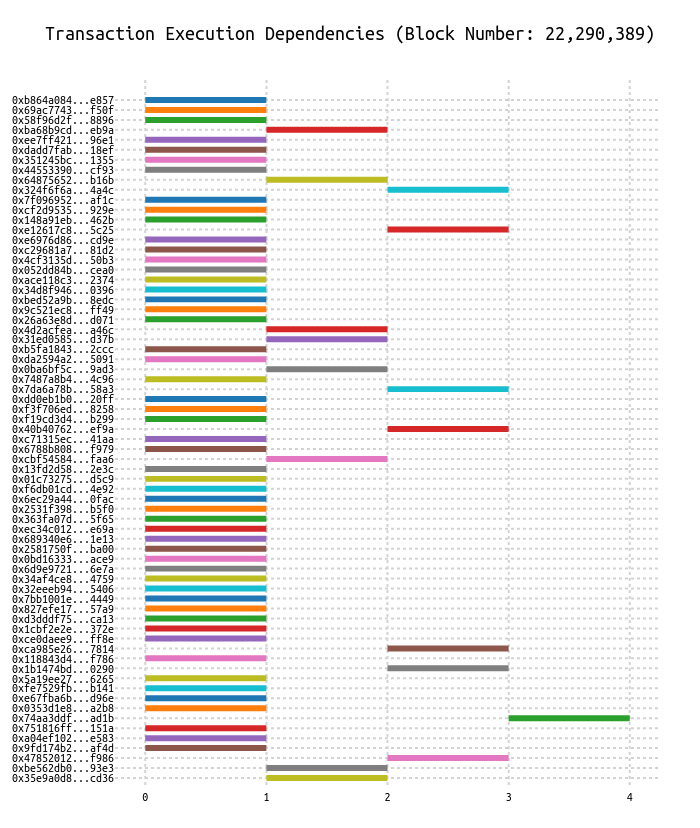 Transaction Execution Dependencies (Block Number: 22,290,389)
0xb864a084...e857
0x69ac7743...f50f
0x58f96d2f...8896
0xba68b9cd...eb9a
0xee7ff421...96e1
0xdadd7fab...18ef
0x351245bc...1355
0x44553390...cf93
0x64875652...b16b
0x324f6f6a...4a4c
0x7f096952...af1c
0xcf2d9535...929e
0x148a91eb...462b
0xe12617c8...5c25
0xe6976d86...cd9e
0xc29681a7...81d2
0x4cf3135d...50b3
0x052dd84b...cea0
0xace118c3...2374
0x34d8f946...0396
0xbed52a9b...8edc
0x9c521ec8...ff49
0x26a63e8d...d071
0x4d2acfea...a46c
0x31ed0585...d37b
0xb5fa1843...2ccc
0xda2594a2...5091
0x0ba6bf5c...9ad3
0x7487a8b4...4c96
0x7da6a78b...58a3
0xdd0eb1b0...20ff
0xf3f706ed...8258
0xf19cd3d4...b299
0x40b40762...ef9a
0xc71315ec...41aa
0x6788b808...f979
0xcbf54584...faa6
0x13fd2d58...2e3c
0x01c73275...d5c9
0xf6db01cd...4e92
0x6ec29a44...0fac
0x2531f398...b5f0
0x363fa07d...5f65
0xec34c012...e69a
0x689340e6...1e13
0x2581750f...ba00
0x0bd16333...ace9
0x6d9e9721...6e7a
0x34af4ce8...4759
0x32eeeb94...5406
0x7bb1001e...4449
0x827efe17...57a9
0xd3dddf75...ca13
0x1cbf2e2e...372e
0xce0daee9...ff8e
0xca985e26...7814
0x118843d4...f786
0x1b1474bd...0290
0x5a19ee27...6265
0xfe7529fb...b141
0xe67fba6b...d96e
0x0353d1e8...a2b8
0x74aa3ddf...ad1b
0x751816ff...151a
0xa04ef102...e583
0x9fd174b2...af4d
0x47852012...f986
0xbe562db0...93e3
0x35e9a0d8...cd36
0 1 2 3 4